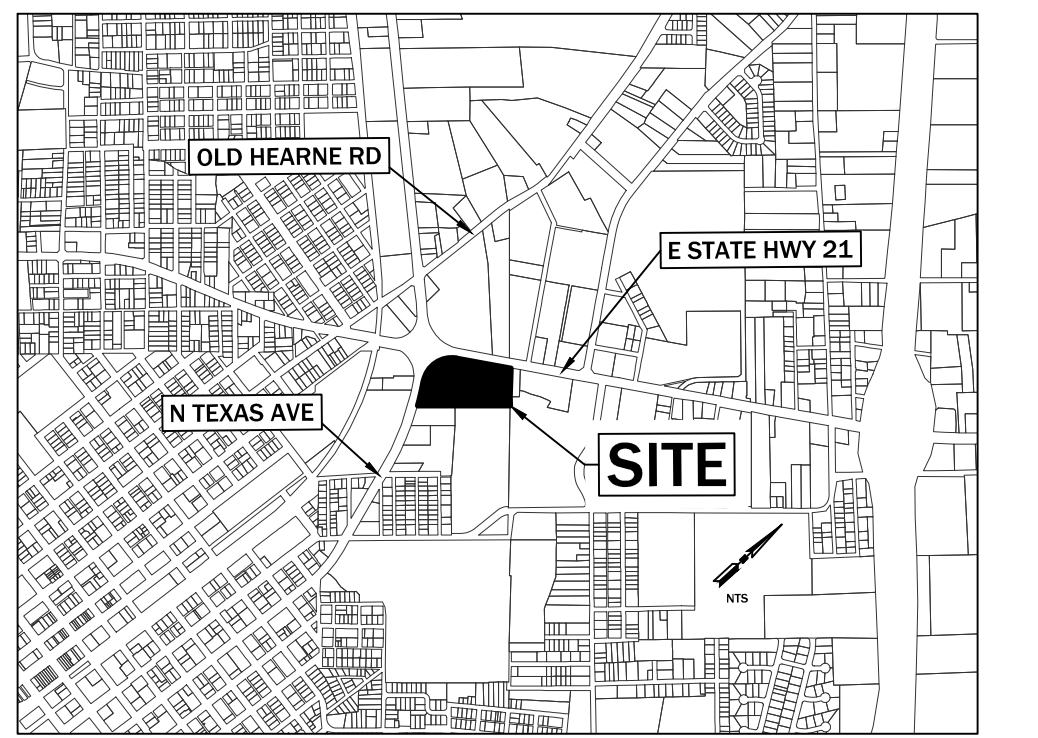 OLD HEARNE RD
E STATE HWY 21
N TEXAS AVE
SITE
NTS